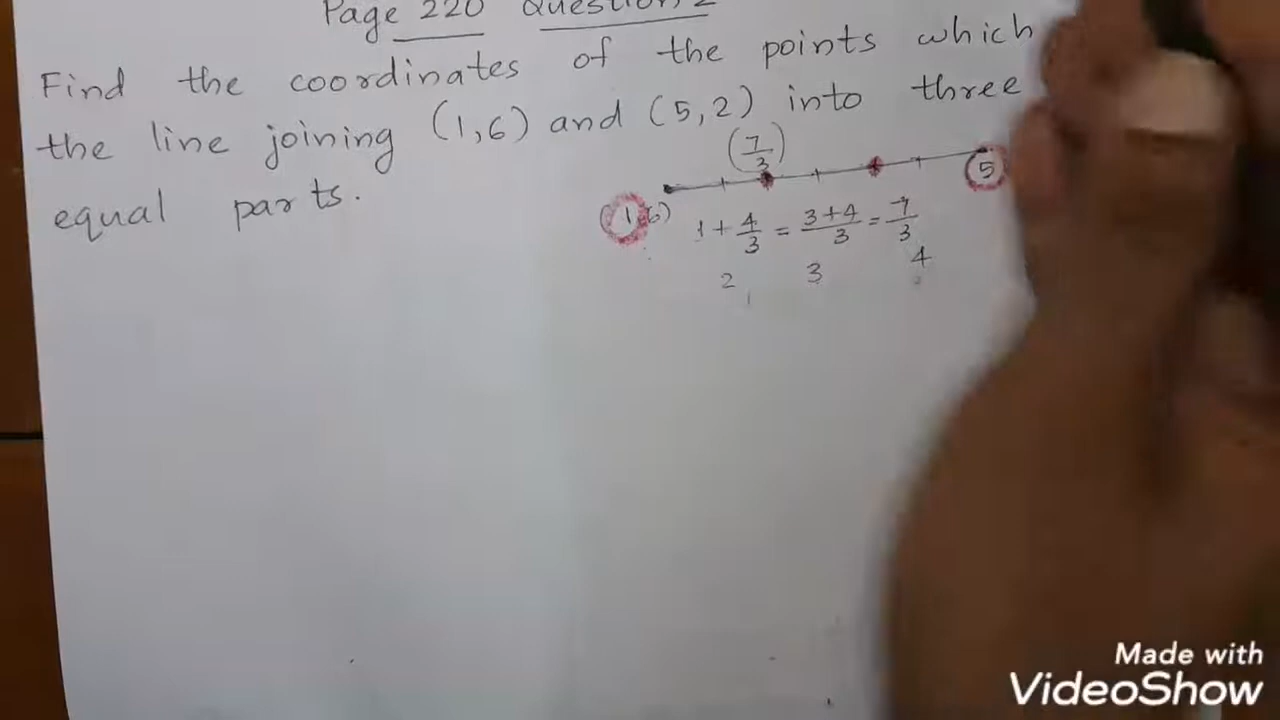 Page 220 Question 2
Find the coordinates of the points which
the line joining (1,6) and (5,2) into three
equal parts.
(7/3)
5
(1,6)
1 + 4/3 = 3+4/3 = 7/3
2 3 4
Made with
VideoShow